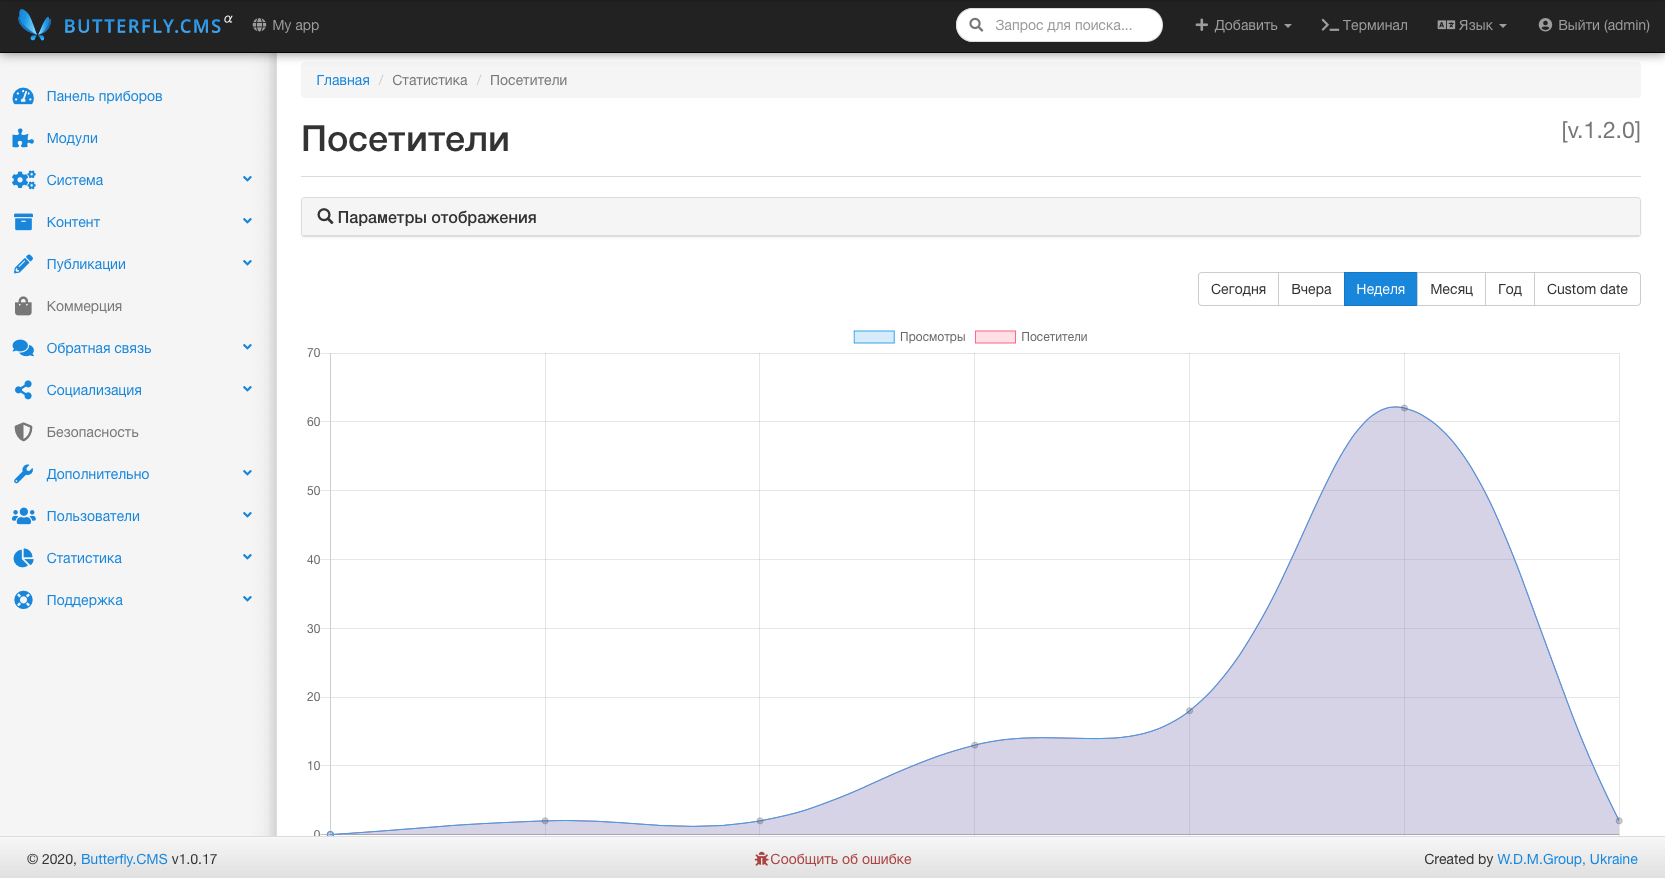 BUTTERFLY.CMS α
My app
Запрос для поиска...
Добавить
Терминал
Язык
Выйти (admin)
Панель приборов
Модули
Система
Контент
Публикации
Коммерция
Обратная связь
Социализация
Безопасность
Дополнительно
Пользователи
Статистика
Поддержка
Главная / Статистика / Посетители
Посетители
[v.1.2.0]
Параметры отображения
Сегодня
Вчера
Неделя
Месяц
Год
Custom date
Просмотры
Посетители
70
60
50
40
30
20
10
0
© 2020, Butterfly.CMS v1.0.17
Сообщить об ошибке
Created by W.D.M.Group, Ukraine